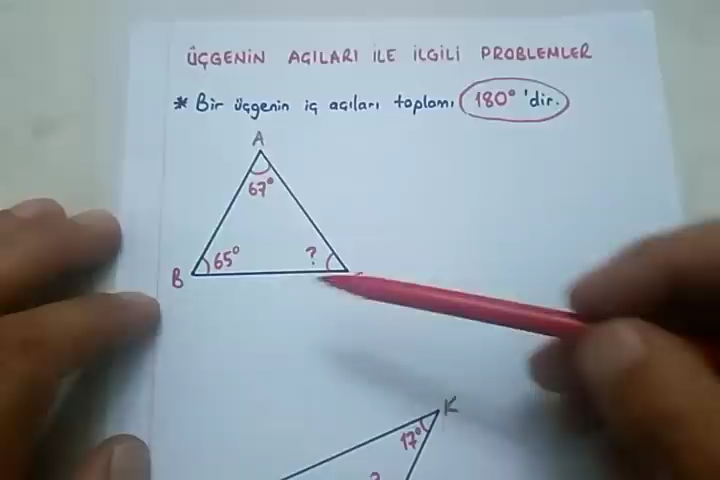 ÜÇGENİN AÇILARI İLE İLGİLİ PROBLEMLER
* Bir üçgenin iç açıları toplamı 180° 'dir.
A
67°
65°
?
B
K
17°